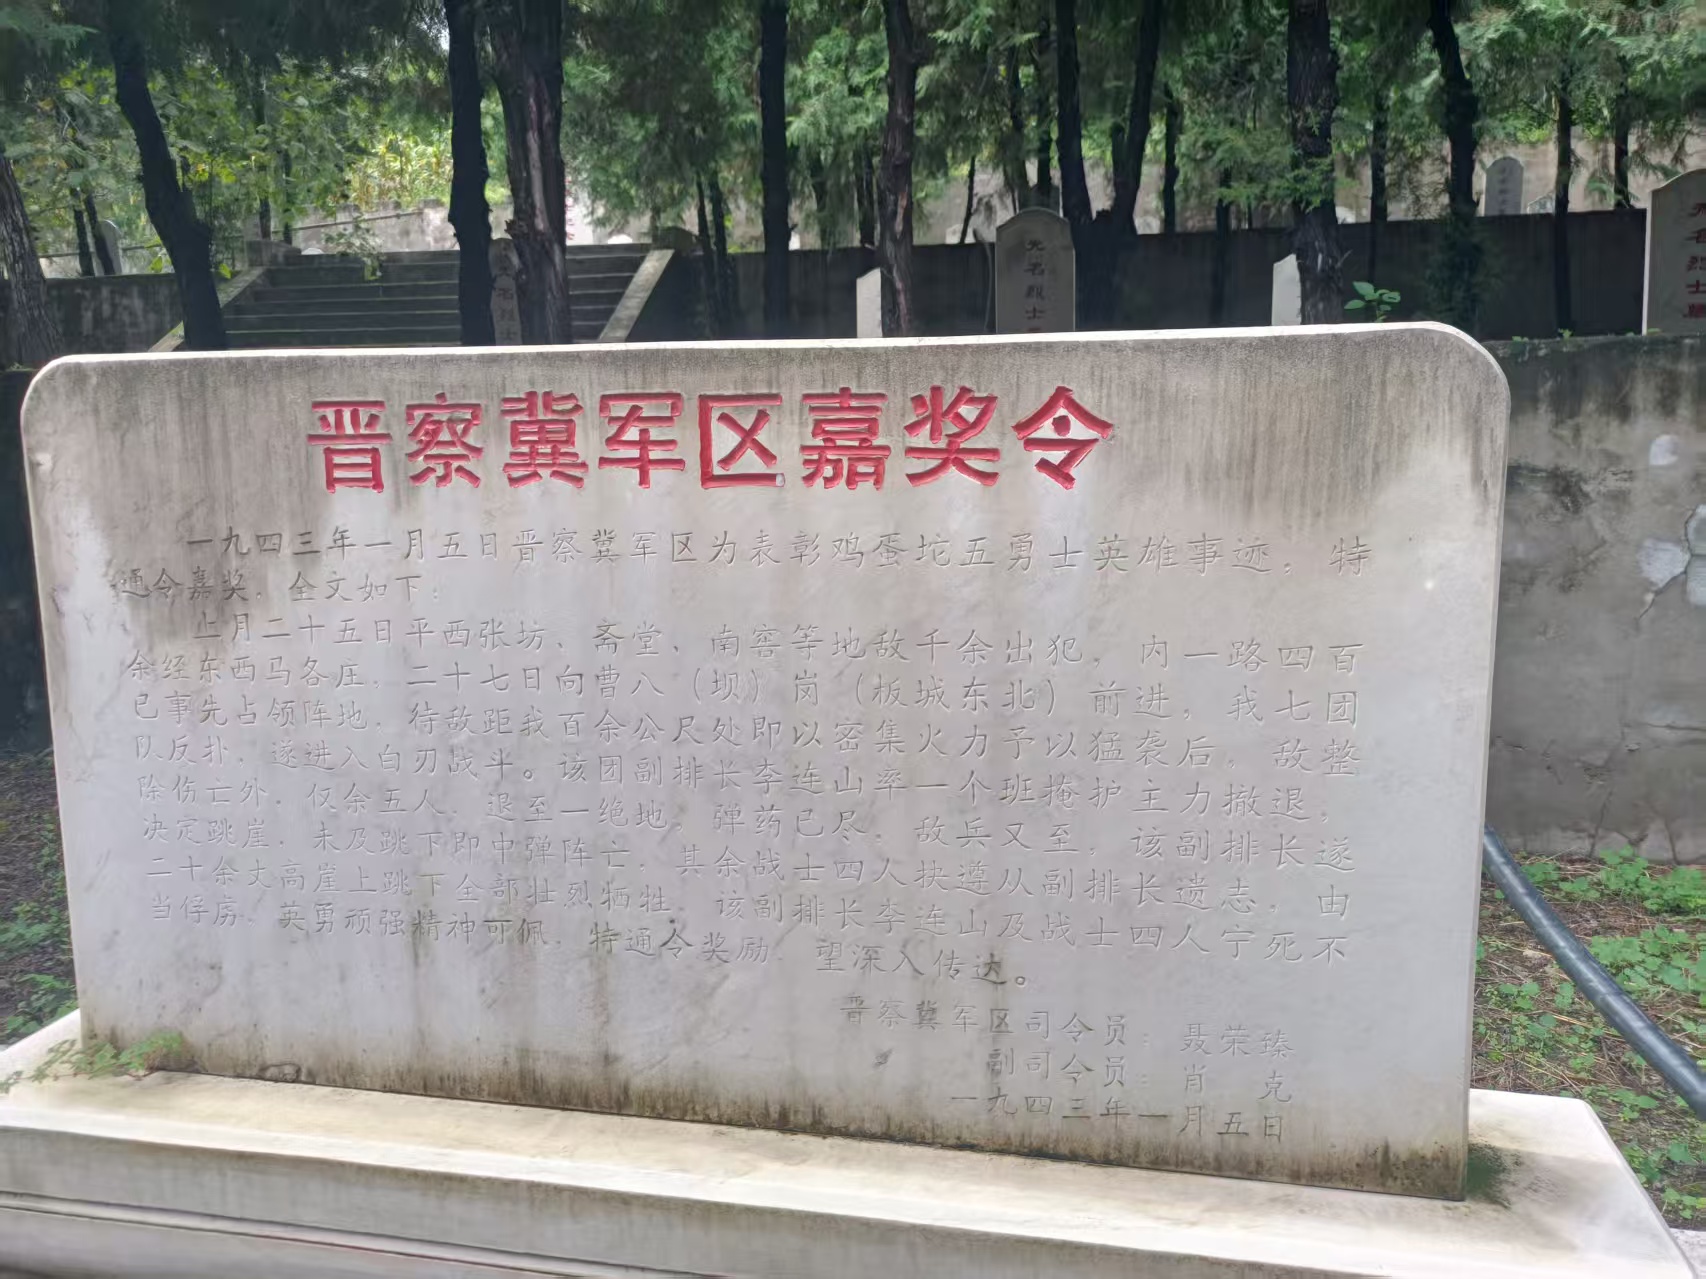 晋察冀军区嘉奖令
一九四三年一月五日晋察冀军区为表彰鸡蛋坨五勇士英雄事迹，特
通令嘉奖，全文如下：
上月二十五日平西张坊、斋堂、南窖等地敌千余出犯，内一路四百
余经东西马各庄，二十七日向曹八（坝）岗（板城东北）前进，我七团
已事先占领阵地，待敌距我百余公尺处即以密集火力予以猛袭后，敌整
队反扑，遂进入白刃战斗。该团副排长李连山率一个班掩护主力撤退，
除伤亡外，仅余五人，退至一绝地，弹药已尽，敌兵又至，该副排长遂
决定跳崖，未及跳下即中弹阵亡，其余战士四人抉遵从副排长遗志，由
二十余丈高崖上跳下全部壮烈牺牲，该副排长李连山及战士四人宁死不
当俘虏，英勇顽强精神可佩，特通令奖励，望深入传达。
晋察冀军区司令员：聂荣臻
副司令员：肖克
一九四三年一月五日
无名烈士
名烈士
名烈士